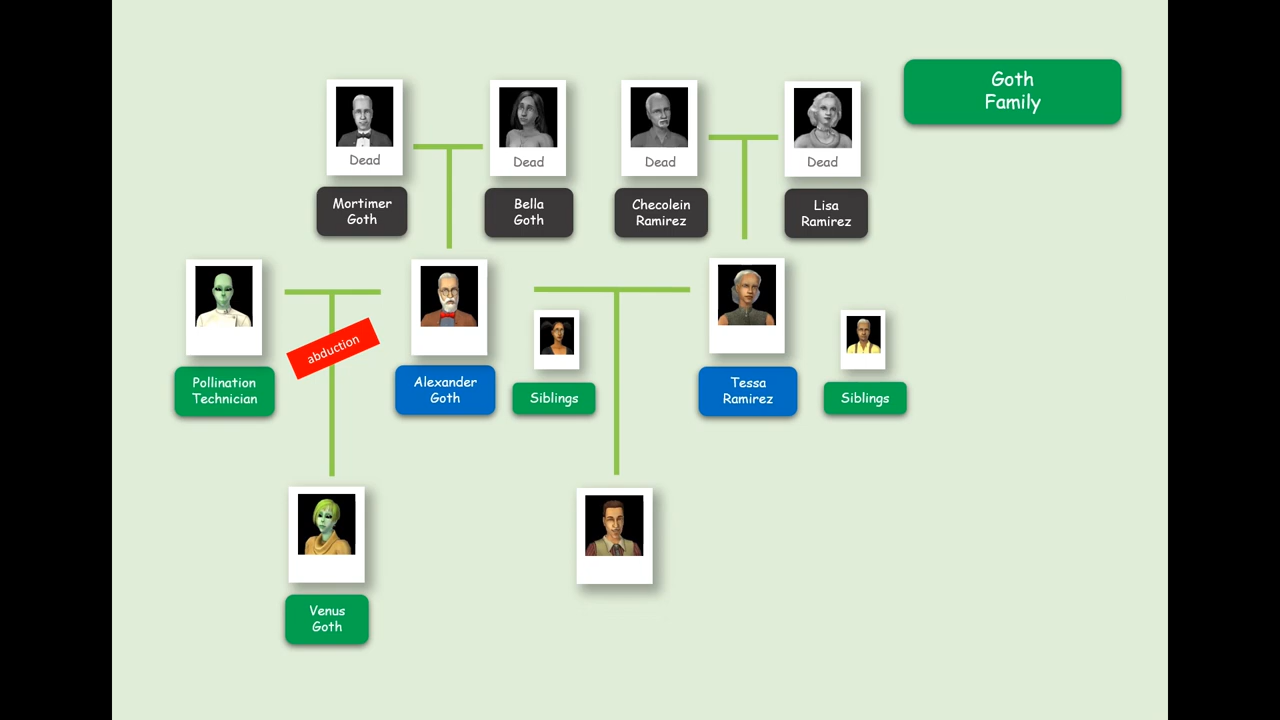 Goth
Family
Dead
Dead
Dead
Dead
Mortimer
Goth
Bella
Goth
Checolein
Ramirez
Lisa
Ramirez
abduction
Pollination
Technician
Alexander
Goth
Siblings
Tessa
Ramirez
Siblings
Venus
Goth